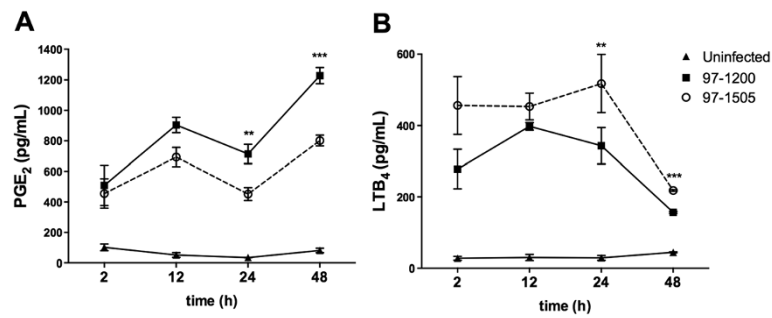 A
PGE₂ (pg/mL)
1400
1200
1000
800
600
400
200
0
**
***
2 12 24 48
time (h)
B
LTB₄ (pg/mL)
600
400
200
0
**
***
2 12 24 48
time (h)
Uninfected
97-1200
97-1505